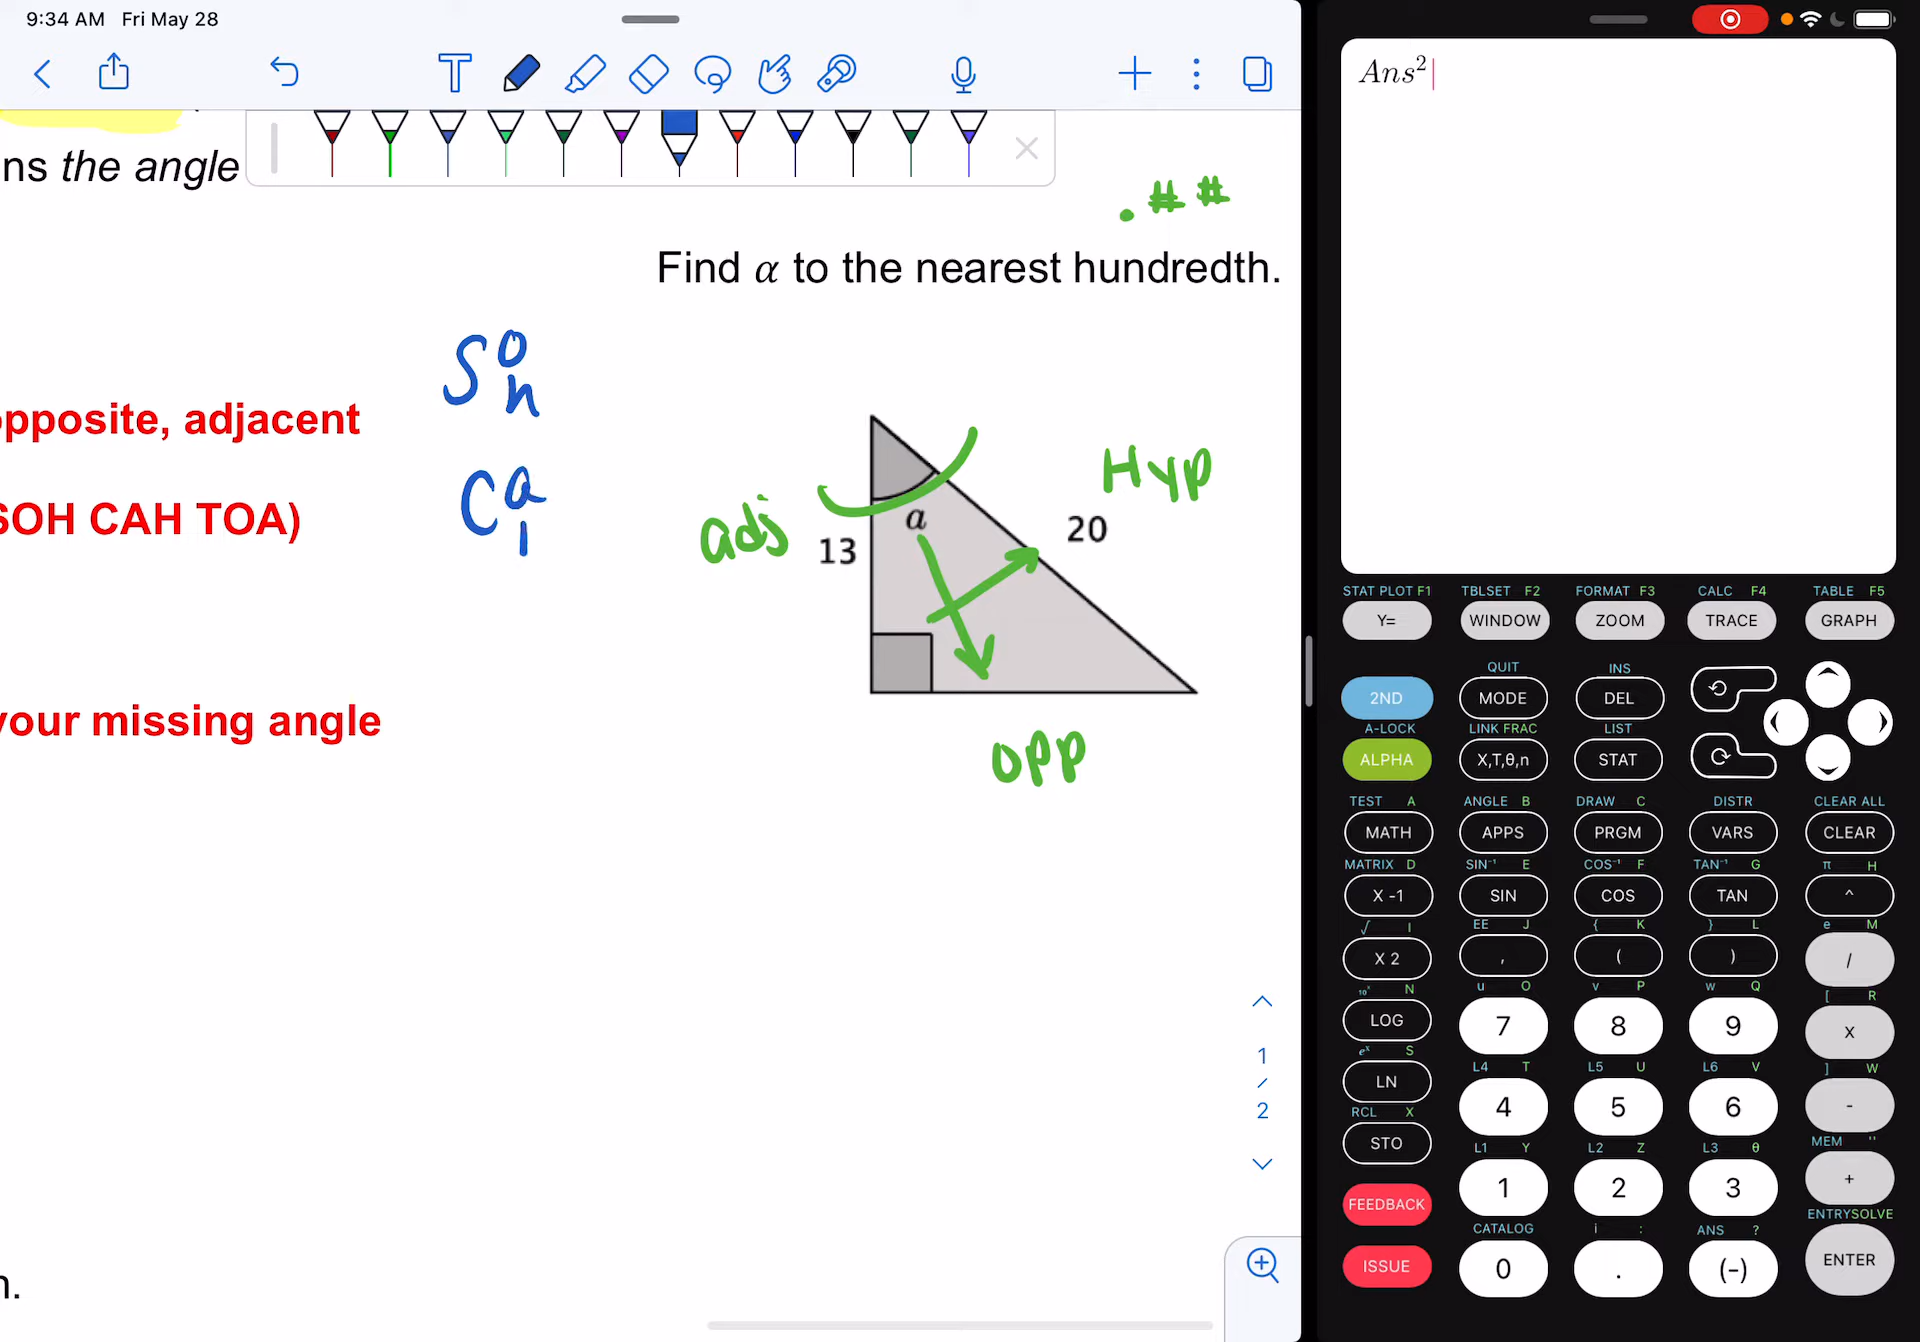 9:34 AM Fri May 28
ns the angle
.##
Find α to the nearest hundredth.
S o h
opposite, adjacent
C a
SOH CAH TOA)
adj
13
a
20
Hyp
opp
your missing angle
1
/
2
n.
Ans²
STAT PLOT F1 TBLSET F2 FORMAT F3 CALC F4 TABLE F5
Y= WINDOW ZOOM TRACE GRAPH
QUIT INS
2ND MODE DEL
A-LOCK LINK FRAC LIST
ALPHA X,T,θ,n STAT
TEST A ANGLE B DRAW C DISTR CLEAR ALL
MATH APPS PRGM VARS CLEAR
MATRIX D SIN⁻¹ E COS⁻¹ F TAN⁻¹ G π H
X -1 SIN COS TAN ^
√ I EE J { K } L e M
X 2 , ( ) /
10ˣ N u O v P w Q [ R
LOG 7 8 9 X
eˣ S L4 T L5 U L6 V ] W
LN 4 5 6 -
RCL X L1 Y L2 Z L3 θ MEM "
STO 1 2 3 +
FEEDBACK
CATALOG i : ANS ? ENTRY SOLVE
ISSUE 0 . (-) ENTER